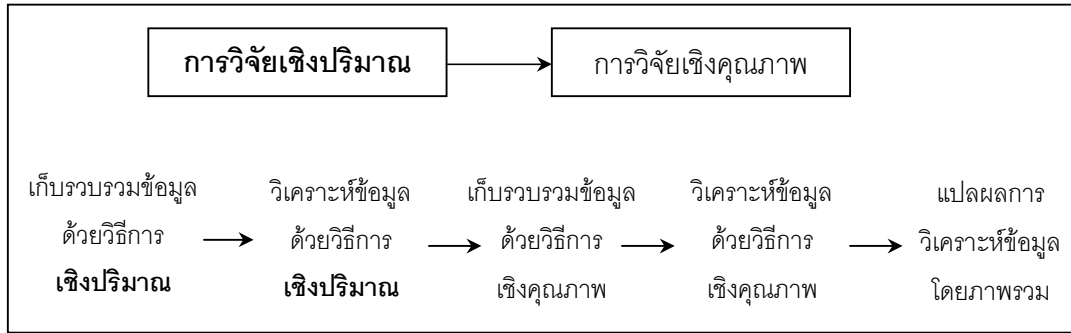 การวิจัยเชิงปริมาณ
การวิจัยเชิงคุณภาพ
เก็บรวบรวมข้อมูล
ด้วยวิธีการ
เชิงปริมาณ
วิเคราะห์ข้อมูล
ด้วยวิธีการ
เชิงปริมาณ
เก็บรวบรวมข้อมูล
ด้วยวิธีการ
เชิงคุณภาพ
วิเคราะห์ข้อมูล
ด้วยวิธีการ
เชิงคุณภาพ
แปลผลการ
วิเคราะห์ข้อมูล
โดยภาพรวม